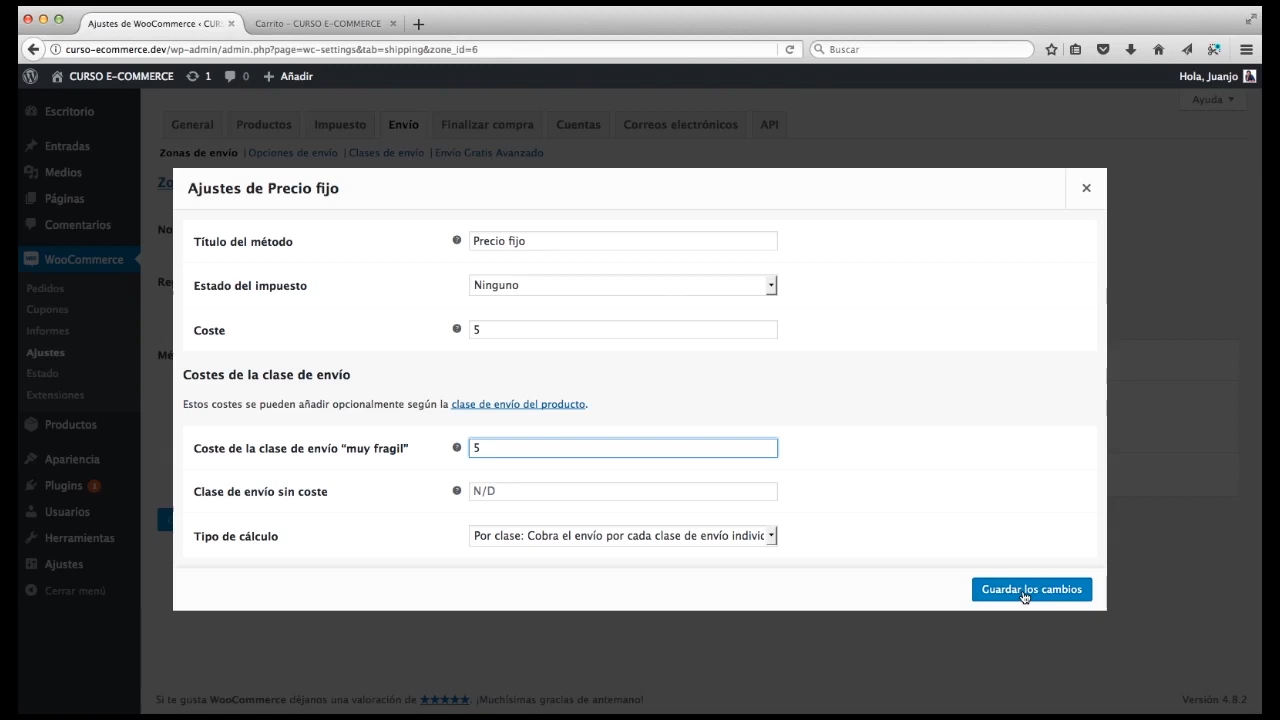 Ajustes de WooCommerce ‹ CUR
Carrito – CURSO E-COMMERCE
curso-ecommerce.dev/wp-admin/admin.php?page=wc-settings&tab=shipping&zone_id=6
Buscar
CURSO E-COMMERCE
1
0
Añadir
Hola, Juanjo
Ayuda
Escritorio
Entradas
Medios
Páginas
Comentarios
WooCommerce
Pedidos
Cupones
Informes
Ajustes
Estado
Extensiones
Productos
Apariencia
Plugins 1
Usuarios
Herramientas
Ajustes
Cerrar menú
General
Productos
Impuesto
Envío
Finalizar compra
Cuentas
Correos electrónicos
API
Zonas de envío | Opciones de envío | Clases de envío | Envío Gratis Avanzado
Zo
No
Re
Mé
Ajustes de Precio fijo
Título del método
Precio fijo
Estado del impuesto
Ninguno
Coste
5
Costes de la clase de envío
Estos costes se pueden añadir opcionalmente según la clase de envío del producto.
Coste de la clase de envío “muy fragil”
5
Clase de envío sin coste
N/D
Tipo de cálculo
Por clase: Cobra el envío por cada clase de envío individ
Guardar los cambios
Si te gusta WooCommerce déjanos una valoración de ★★★★★. ¡Muchísimas gracias de antemano!
Versión 4.8.2